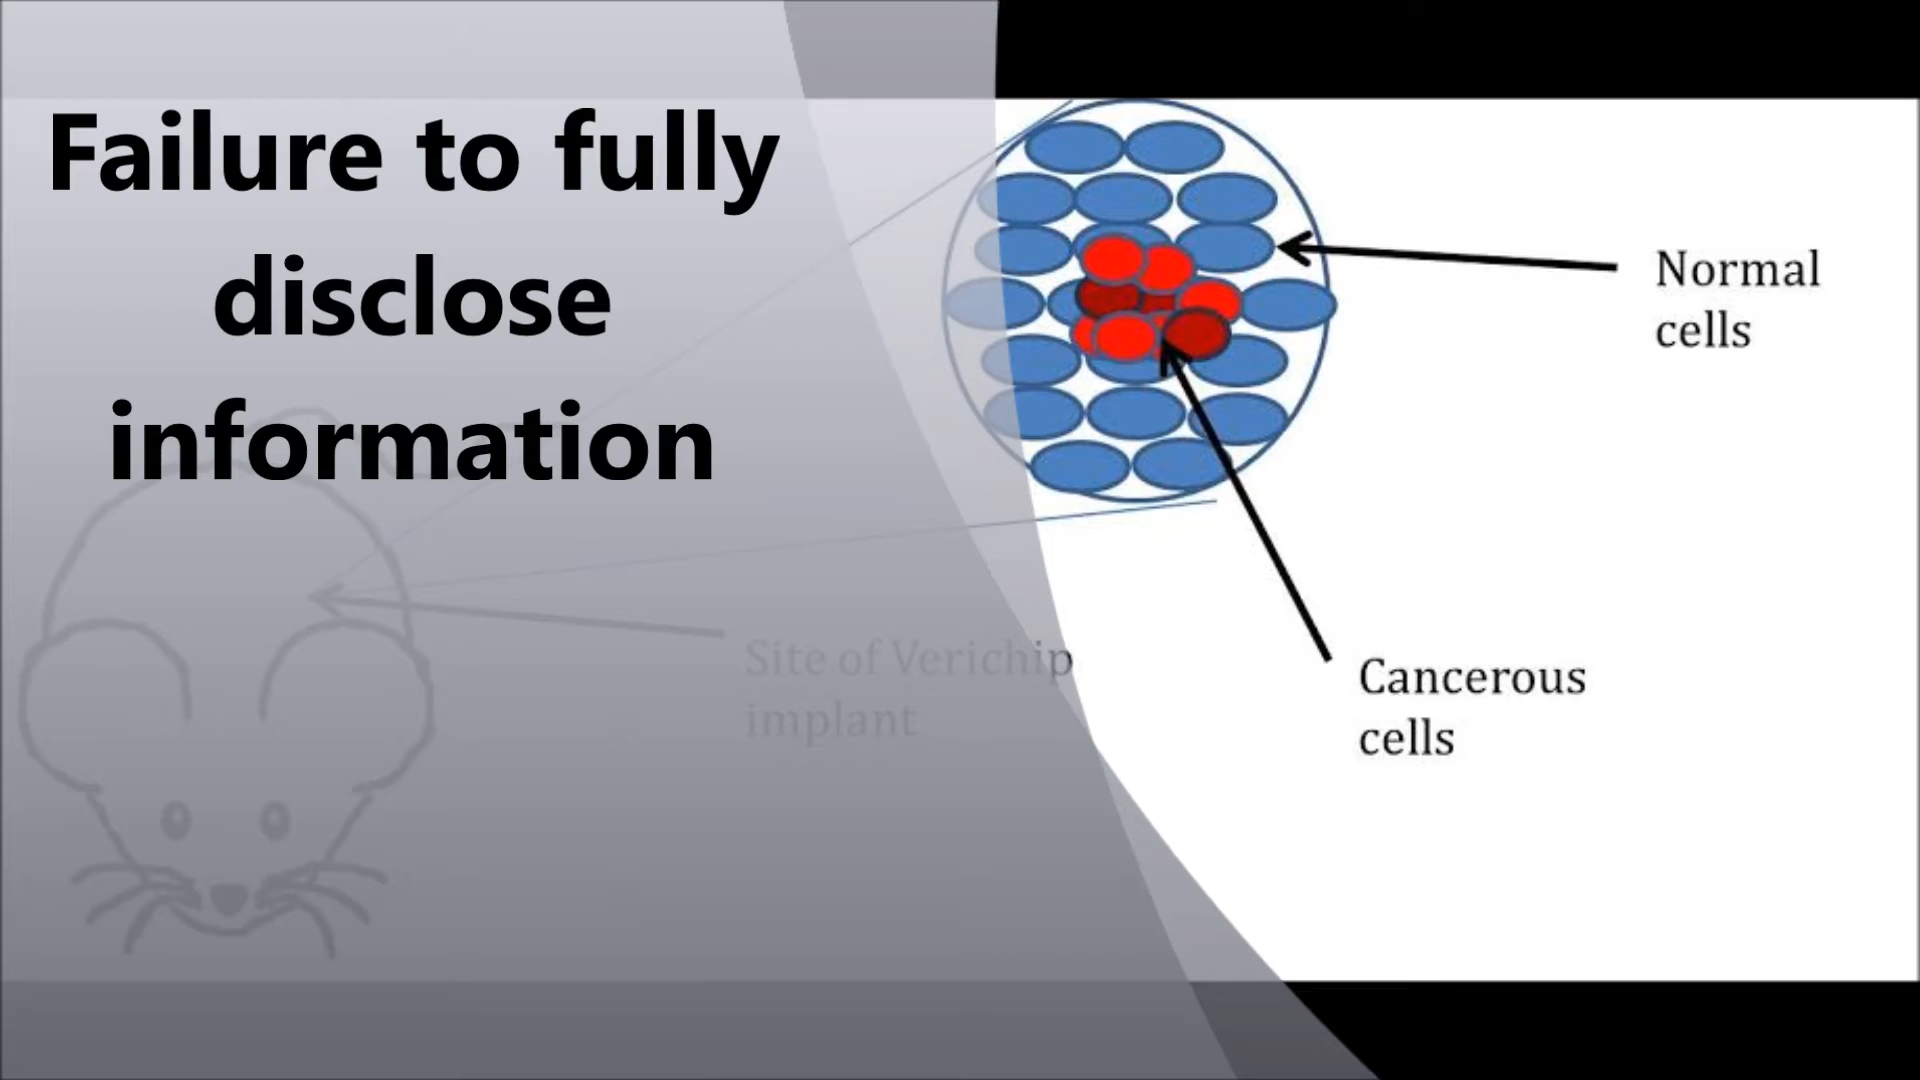 Failure to fully
disclose
information
Normal
cells
Site of Verichip
implant
Cancerous
cells